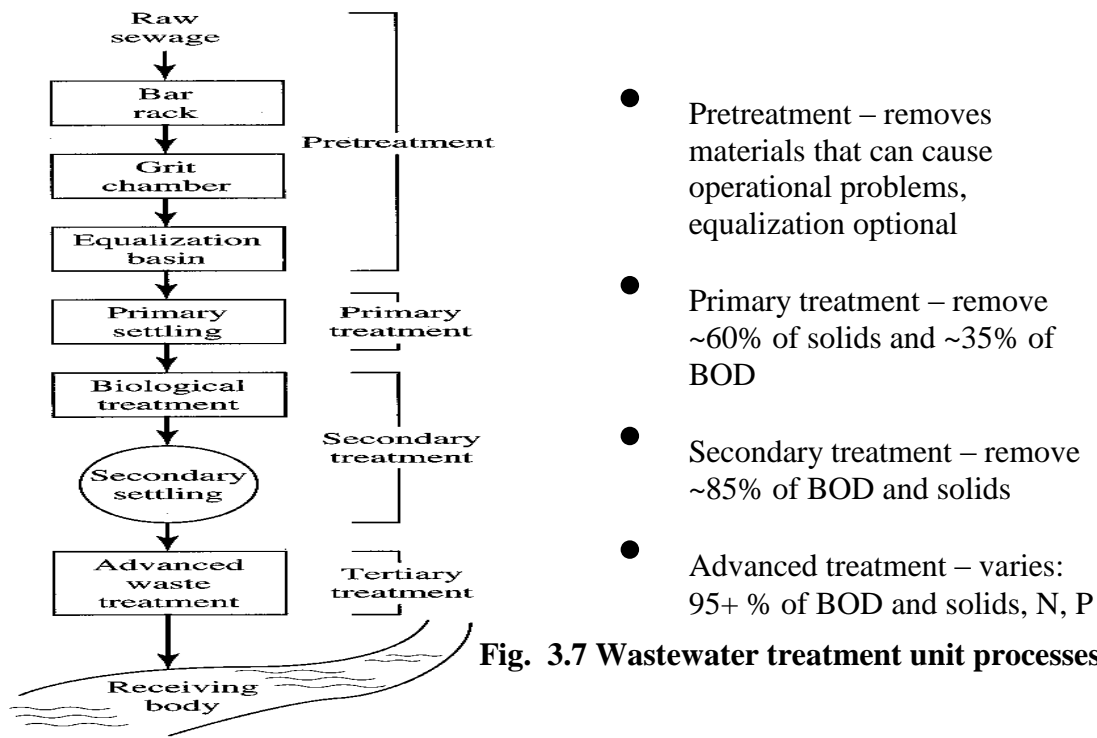 Raw
sewage
Bar
rack
Grit
chamber
Equalization
basin
Pretreatment
Primary
settling
Primary
treatment
Biological
treatment
Secondary
settling
Secondary
treatment
Advanced
waste
treatment
Tertiary
treatment
Receiving
body
• Pretreatment – removes
materials that can cause
operational problems,
equalization optional
• Primary treatment – remove
~60% of solids and ~35% of
BOD
• Secondary treatment – remove
~85% of BOD and solids
• Advanced treatment – varies:
95+ % of BOD and solids, N, P
Fig. 3.7 Wastewater treatment unit processes